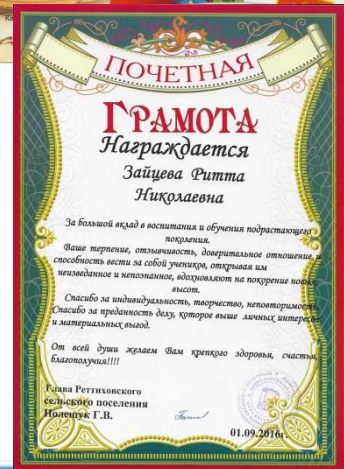 ПОЧЕТНАЯ
ГРАМОТА
Награждается
Зайцева Ритта
Николаевна
За большой вклад в воспитания и обучения подрастающего
поколения.
Ваше терпение, отзывчивость, доверительное отношение и
способность вести за собой учеников, открывая им
неизведанное и непознанное, вдохновляют на покорение новых
высот.
Спасибо за индивидуальность, творчество, неповторимость.
Спасибо за преданность делу, которое выше личных интересов
и материальных выгод.
От всей души желаем Вам крепкого здоровья, счастья,
благополучия!!!!
Глава Реттиховского
сельского поселения
Полещук Г.В.
01.09.2016г.